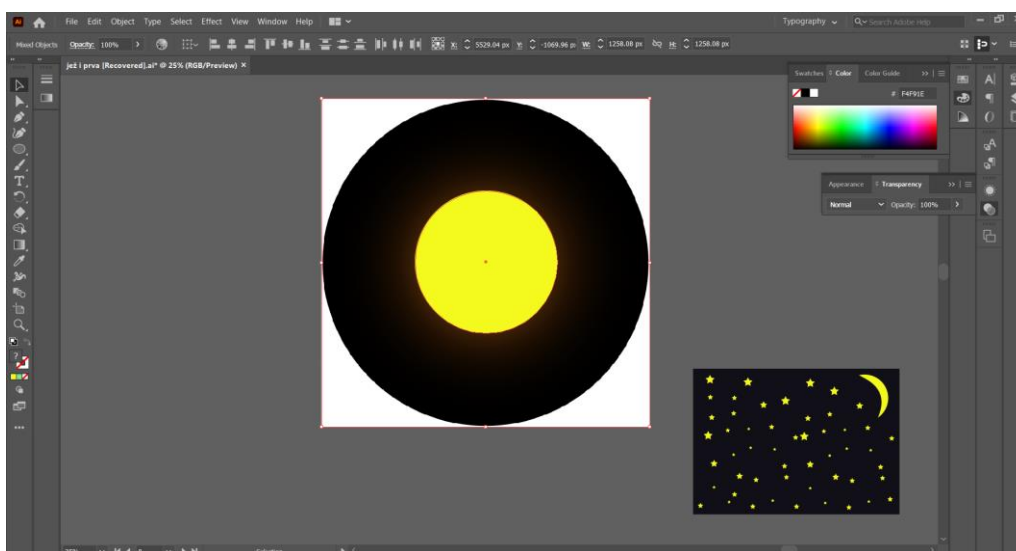 Ai File Edit Object Type Select Effect View Window Help Typography Search Adobe Help
Mixed Objects Opacity: 100% X: 5529.04 px Y: -1069.96 p W: 1258.08 px H: 1258.08 px
jež i prva [Recovered].ai* @ 25% (RGB/Preview) ×
Swatches Color Color Guide
# F4F91E
Appearance Transparency
Normal Opacity: 100%